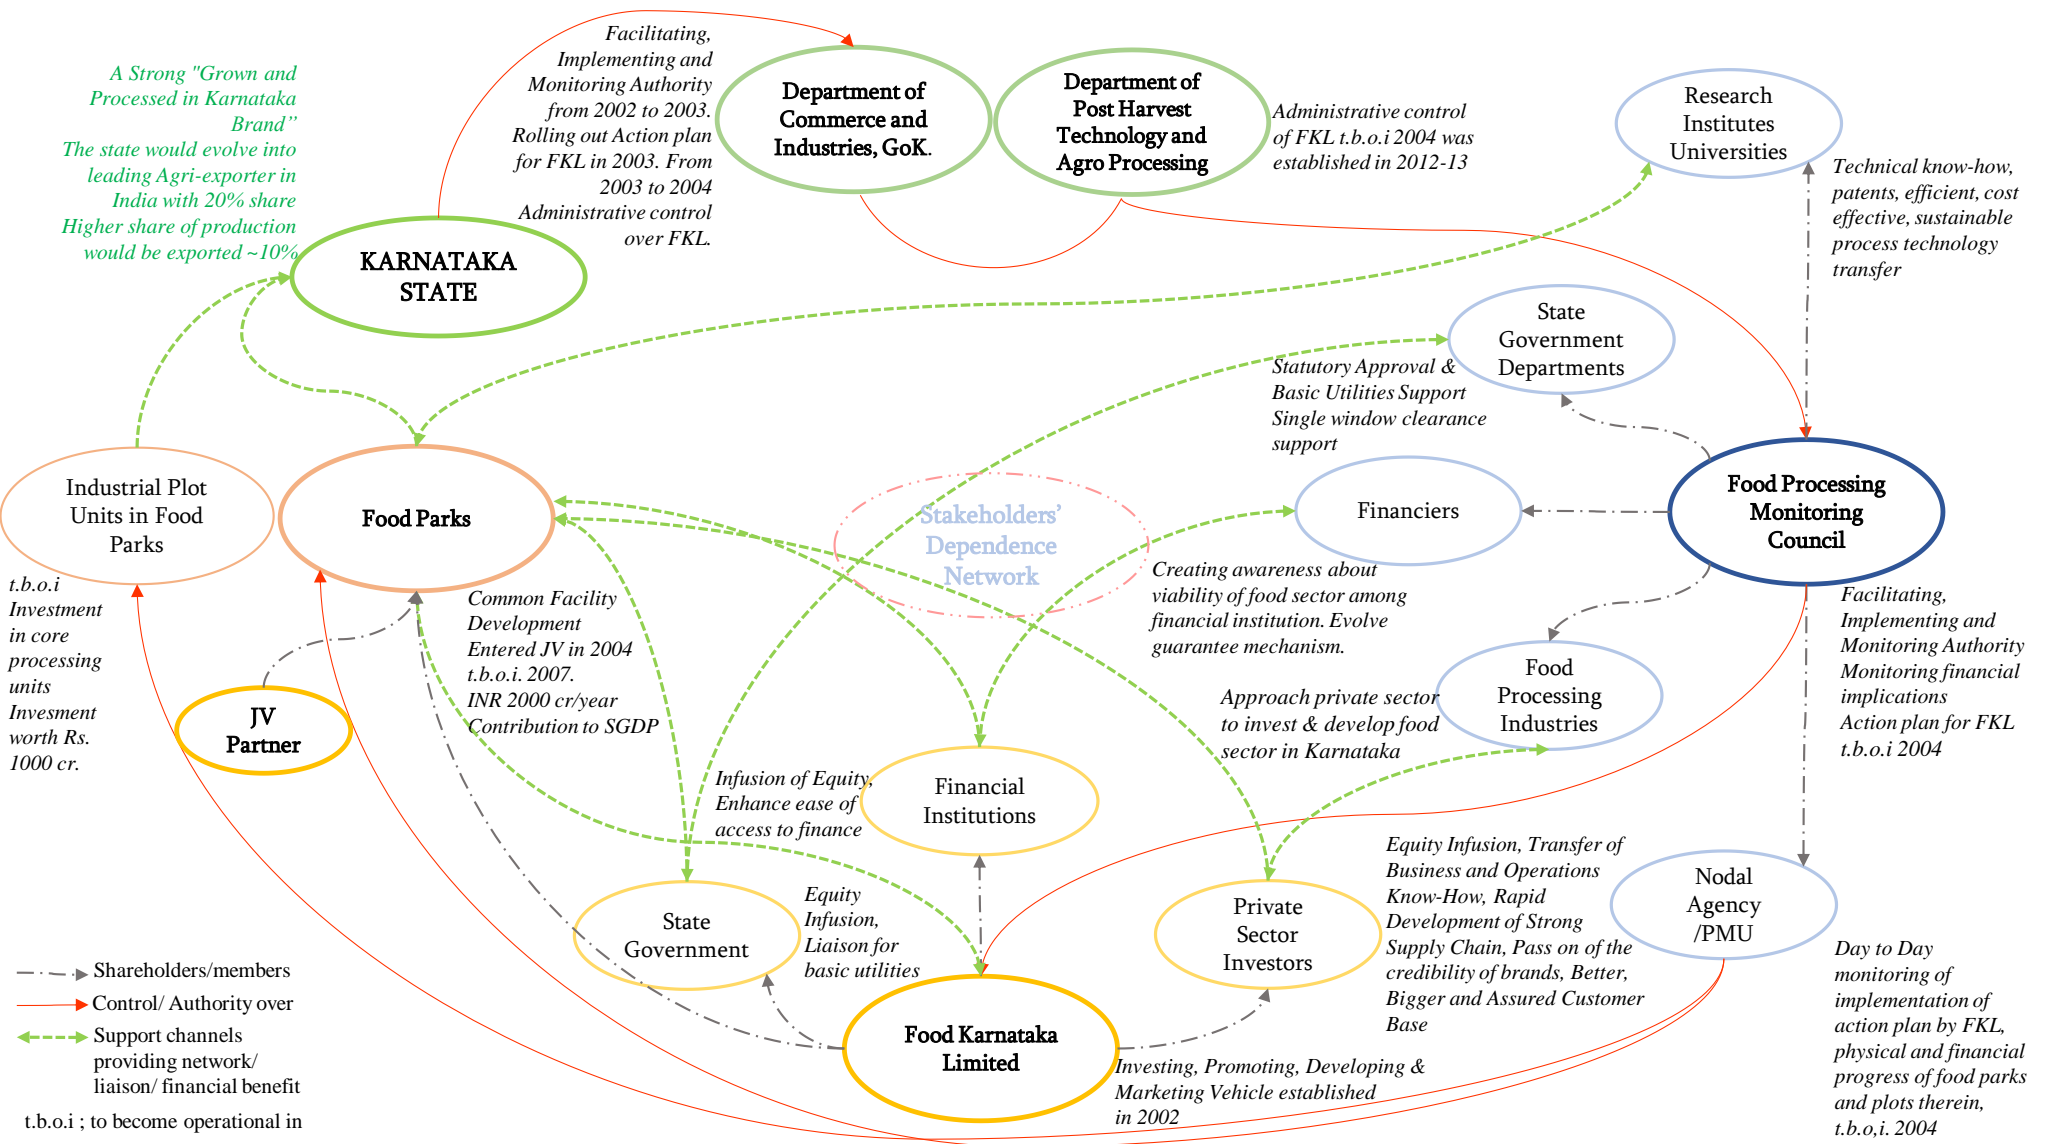 A Strong "Grown and
Processed in Karnataka
Brand”
The state would evolve into
leading Agri-exporter in
India with 20% share
Higher share of production
would be exported ~10%
KARNATAKA
STATE
Facilitating,
Implementing and
Monitoring Authority
from 2002 to 2003.
Rolling out Action plan
for FKL in 2003. From
2003 to 2004
Administrative control
over FKL.
Department of
Commerce and
Industries, GoK.
Department of
Post Harvest
Technology and
Agro Processing
Administrative control
of FKL t.b.o.i 2004 was
established in 2012-13
Research
Institutes
Universities
Technical know-how,
patents, efficient, cost
effective, sustainable
process technology
transfer
State
Government
Departments
Statutory Approval &
Basic Utilities Support
Single window clearance
support
Industrial Plot
Units in Food
Parks
Food Parks
Stakeholders’
Dependence
Network
Financiers
Food Processing
Monitoring
Council
t.b.o.i
Investment
in core
processing
units
Invesment
worth Rs.
1000 cr.
JV
Partner
Common Facility
Development
Entered JV in 2004
t.b.o.i. 2007.
INR 2000 cr/year
Contribution to SGDP
Creating awareness about
viability of food sector among
financial institution. Evolve
guarantee mechanism.
Facilitating,
Implementing and
Monitoring Authority
Monitoring financial
implications
Action plan for FKL
t.b.o.i 2004
Food
Processing
Industries
Approach private sector
to invest & develop food
sector in Karnataka
Infusion of Equity,
Enhance ease of
access to finance
Financial
Institutions
State
Government
Equity
Infusion,
Liaison for
basic utilities
Private
Sector
Investors
Equity Infusion, Transfer of
Business and Operations
Know-How, Rapid
Development of Strong
Supply Chain, Pass on of the
credibility of brands, Better,
Bigger and Assured Customer
Base
Nodal
Agency
/PMU
Day to Day
monitoring of
implementation of
action plan by FKL,
physical and financial
progress of food parks
and plots therein,
t.b.o,i. 2004
Food Karnataka
Limited
Investing, Promoting, Developing &
Marketing Vehicle established
in 2002
Shareholders/members
Control/ Authority over
Support channels
providing network/
liaison/ financial benefit
t.b.o.i ; to become operational in